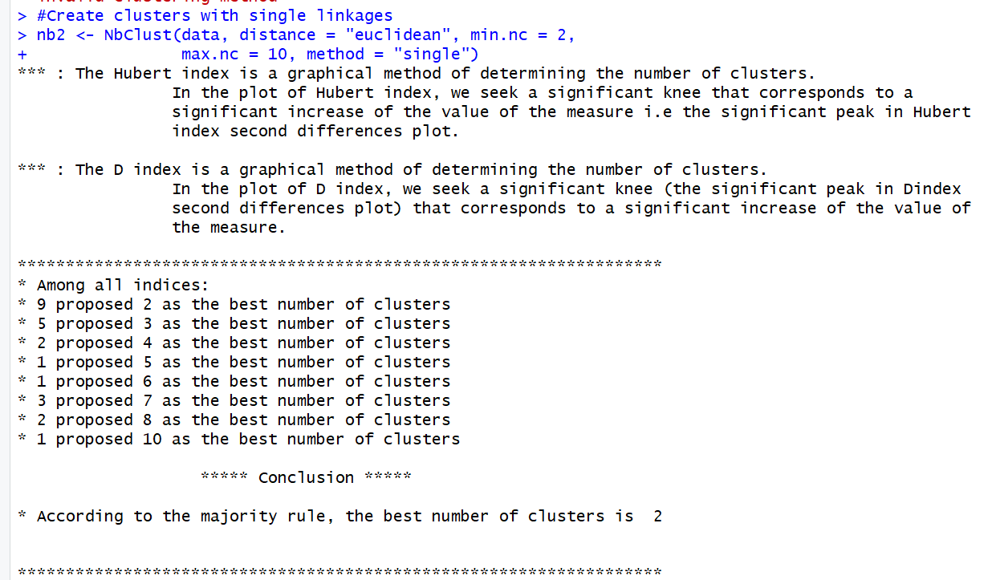 > #Create clusters with single linkages
> nb2 <- NbClust(data, distance = "euclidean", min.nc = 2,
+                max.nc = 10, method = "single")
*** : The Hubert index is a graphical method of determining the number of clusters.
                In the plot of Hubert index, we seek a significant knee that corresponds to a
                significant increase of the value of the measure i.e the significant peak in Hubert
                index second differences plot.
*** : The D index is a graphical method of determining the number of clusters.
                In the plot of D index, we seek a significant knee (the significant peak in Dindex
                second differences plot) that corresponds to a significant increase of the value of
                the measure.
*******************************************************************
* Among all indices:
* 9 proposed 2 as the best number of clusters
* 5 proposed 3 as the best number of clusters
* 2 proposed 4 as the best number of clusters
* 1 proposed 5 as the best number of clusters
* 1 proposed 6 as the best number of clusters
* 3 proposed 7 as the best number of clusters
* 2 proposed 8 as the best number of clusters
* 1 proposed 10 as the best number of clusters
                   ***** Conclusion *****
* According to the majority rule, the best number of clusters is  2
*******************************************************************